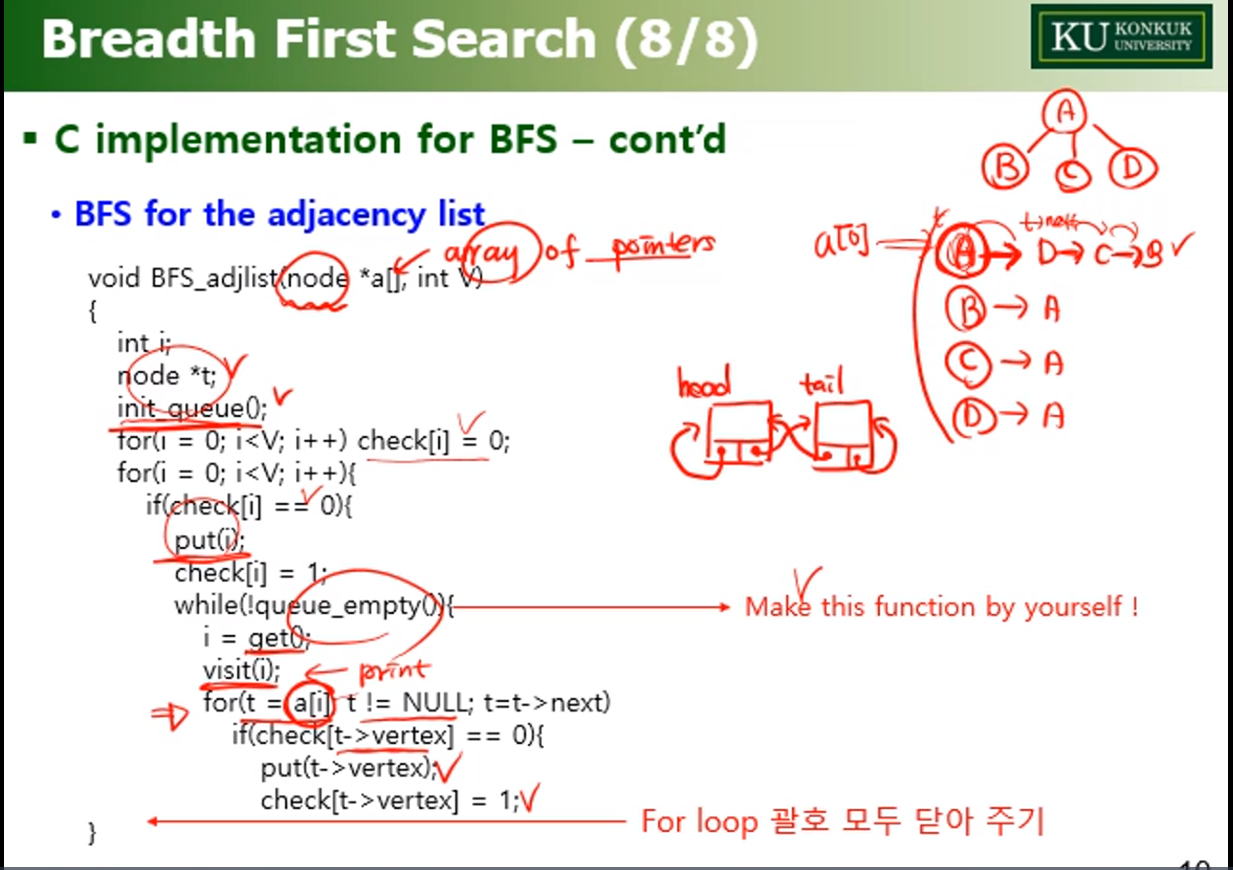 Breadth First Search (8/8)
KU KONKUK
UNIVERSITY
▪ C implementation for BFS – cont’d
A
B C D
• BFS for the adjacency list
array of pointers
a[0] A → D → C → B
t→next
void BFS_adjlist(node *a[], int V)
B → A
{
int i;
C → A
node *t;
head tail
D → A
init_queue();
for(i = 0; i<V; i++) check[i] = 0;
for(i = 0; i<V; i++){
if(check[i] == 0){
put(i);
check[i] = 1;
while(!queue_empty()){
Make this function by yourself !
i = get();
visit(i);
print
for(t = a[i]; t != NULL; t=t->next)
if(check[t->vertex] == 0){
put(t->vertex);
check[t->vertex] = 1;
For loop 괄호 모두 닫아 주기
}